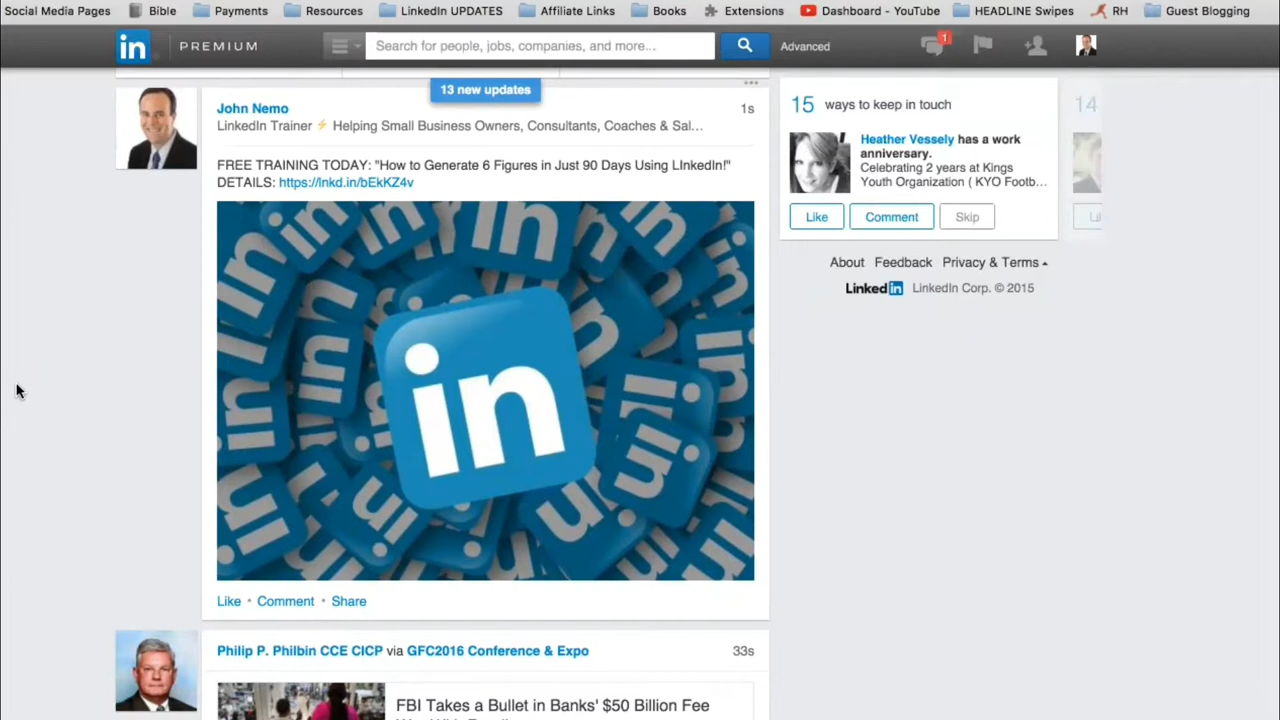 Social Media Pages Bible Payments Resources LinkedIn UPDATES Affiliate Links Books Extensions Dashboard - YouTube HEADLINE Swipes RH Guest Blogging
in PREMIUM Search for people, jobs, companies, and more... Advanced 1
13 new updates
John Nemo 1s
LinkedIn Trainer ⚡ Helping Small Business Owners, Consultants, Coaches & Sal...
FREE TRAINING TODAY: "How to Generate 6 Figures in Just 90 Days Using LInkedIn!"
DETAILS: https://lnkd.in/bEkKZ4v
in
Like • Comment • Share
Philip P. Philbin CCE CICP via GFC2016 Conference & Expo 33s
FBI Takes a Bullet in Banks' $50 Billion Fee
15 ways to keep in touch
14
Heather Vessely has a work
anniversary.
Celebrating 2 years at Kings
Youth Organization ( KYO Footb...
Like Comment Skip
About Feedback Privacy & Terms
Linked in LinkedIn Corp. © 2015